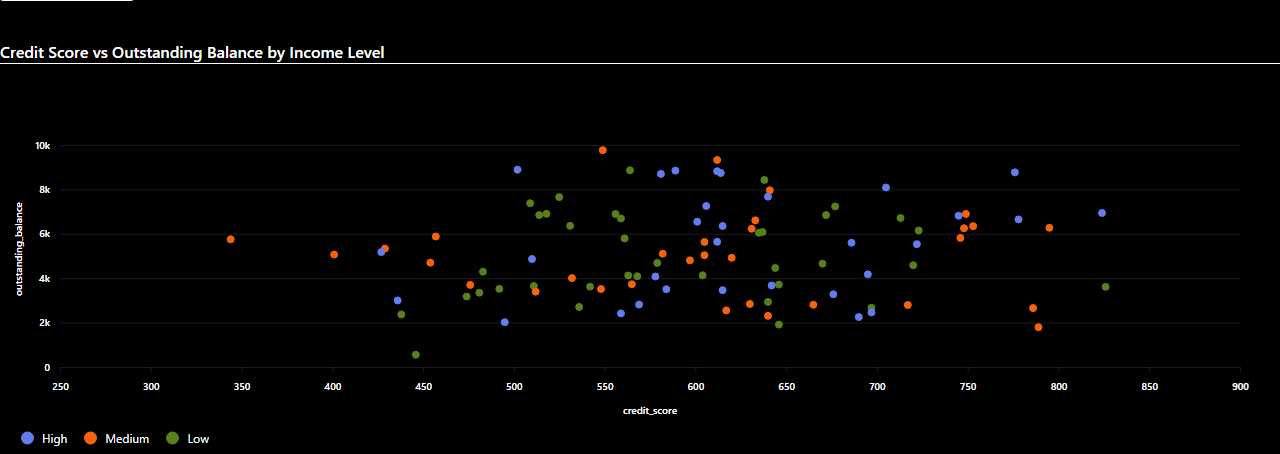 Credit Score vs Outstanding Balance by Income Level
10k
8k
6k
4k
2k
0
outstanding_balance
250 300 350 400 450 500 550 600 650 700 750 800 850 900
credit_score
High Medium Low